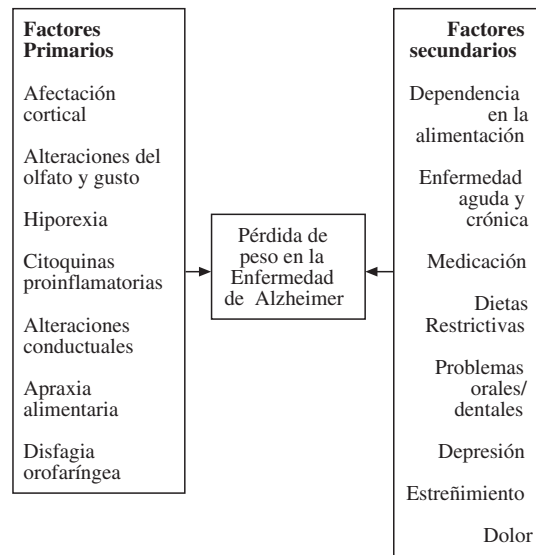 Factores
Primarios
Afectación
cortical
Alteraciones del
olfato y gusto
Hiporexia
Citoquinas
proinflamatorias
Alteraciones
conductuales
Apraxia
alimentaria
Disfagia
orofaríngea
Pérdida de
peso en la
Enfermedad
de Alzheimer
Factores
secundarios
Dependencia
en la
alimentación
Enfermedad
aguda y
crónica
Medicación
Dietas
Restrictivas
Problemas
orales/
dentales
Depresión
Estreñimiento
Dolor